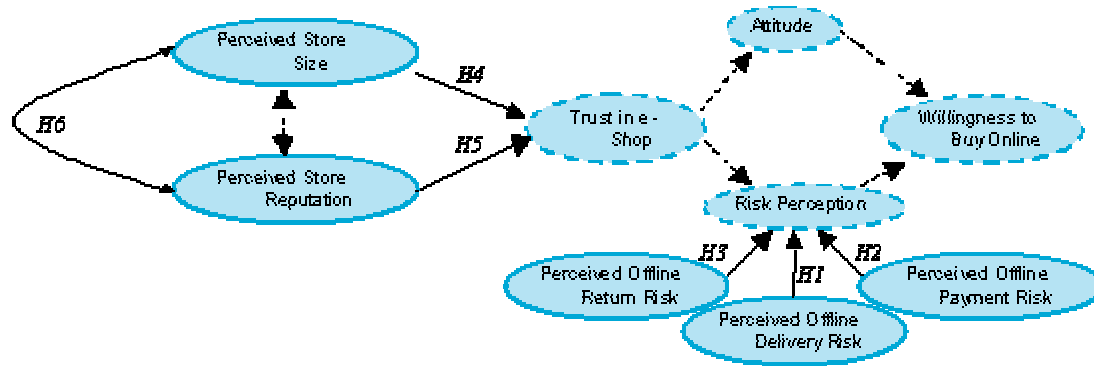 Perceived Store
Size
H6
Perceived Store
Reputation
H4
H5
Trust in e-
Shop
Attitude
Willingness to
Buy Online
Risk Perception
H3
H1
H2
Perceived Offline
Return Risk
Perceived Offline
Delivery Risk
Perceived Offline
Payment Risk